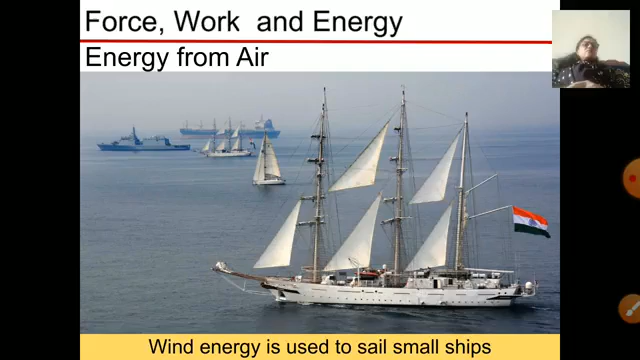 Force, Work and Energy
Energy from Air
Wind energy is used to sail small ships